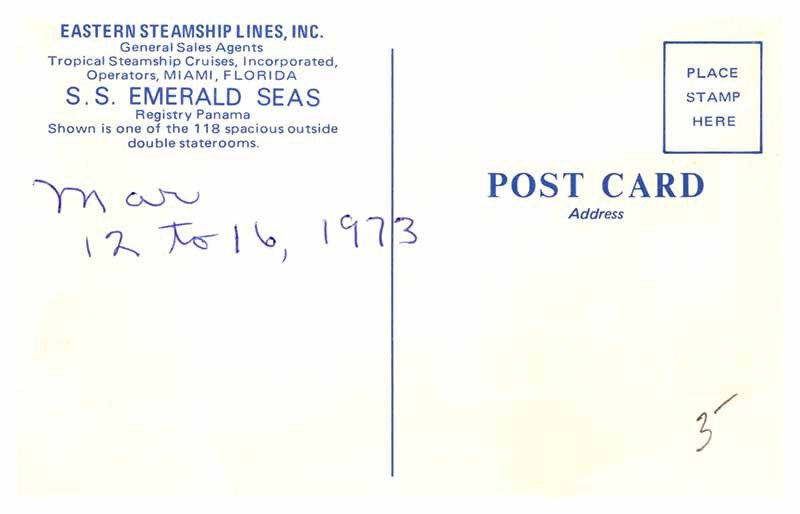 EASTERN STEAMSHIP LINES, INC.
General Sales Agents
Tropical Steamship Cruises, Incorporated,
Operators, MIAMI, FLORIDA
S. S. EMERALD SEAS
Registry Panama
Shown is one of the 118 spacious outside
double staterooms.
Mar
12 to 16, 1973
PLACE
STAMP
HERE
POST CARD
Address
3